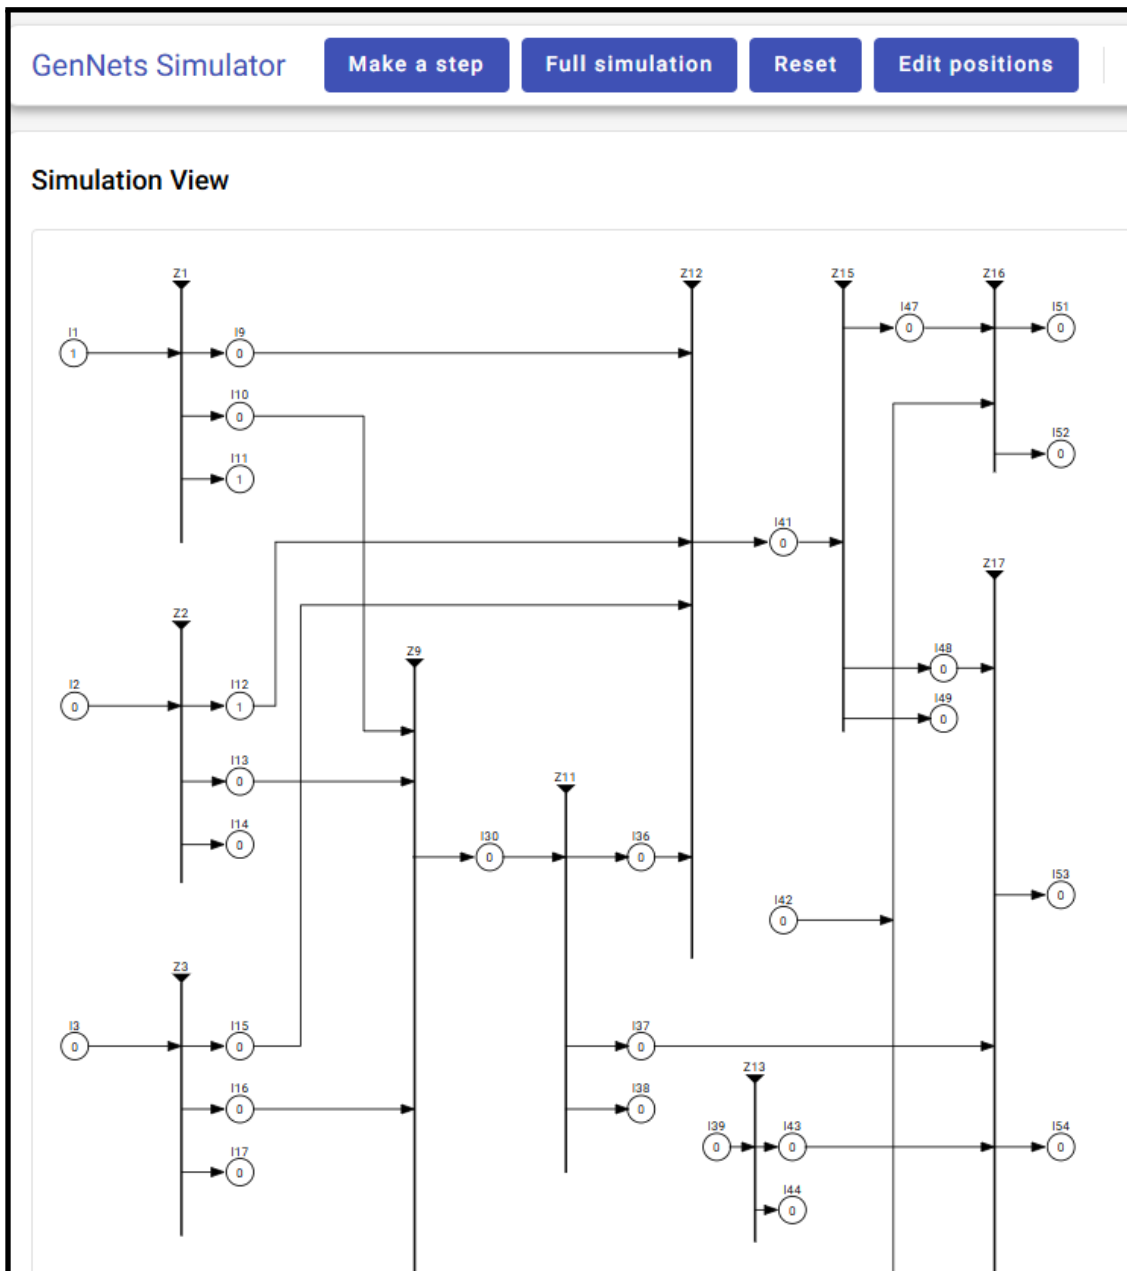 GenNets Simulator Make a step Full simulation Reset Edit positions
Simulation View
Z1 Z12 Z15 Z16
I47 I51
0 0
I1 I9
1 0
I10
0
I11 I52
1 0
I41
0
Z17
Z2
Z9 I48
0
I2 I12
0 1
I49
0
I13 Z11
0
I14 I30 I36
0 0 0
I53
0
I42
0
Z3
I3 I15 I37
0 0 0
Z13
I16 I38
0 0
I39 I43 I54
0 0 0
I17
0
I44
0